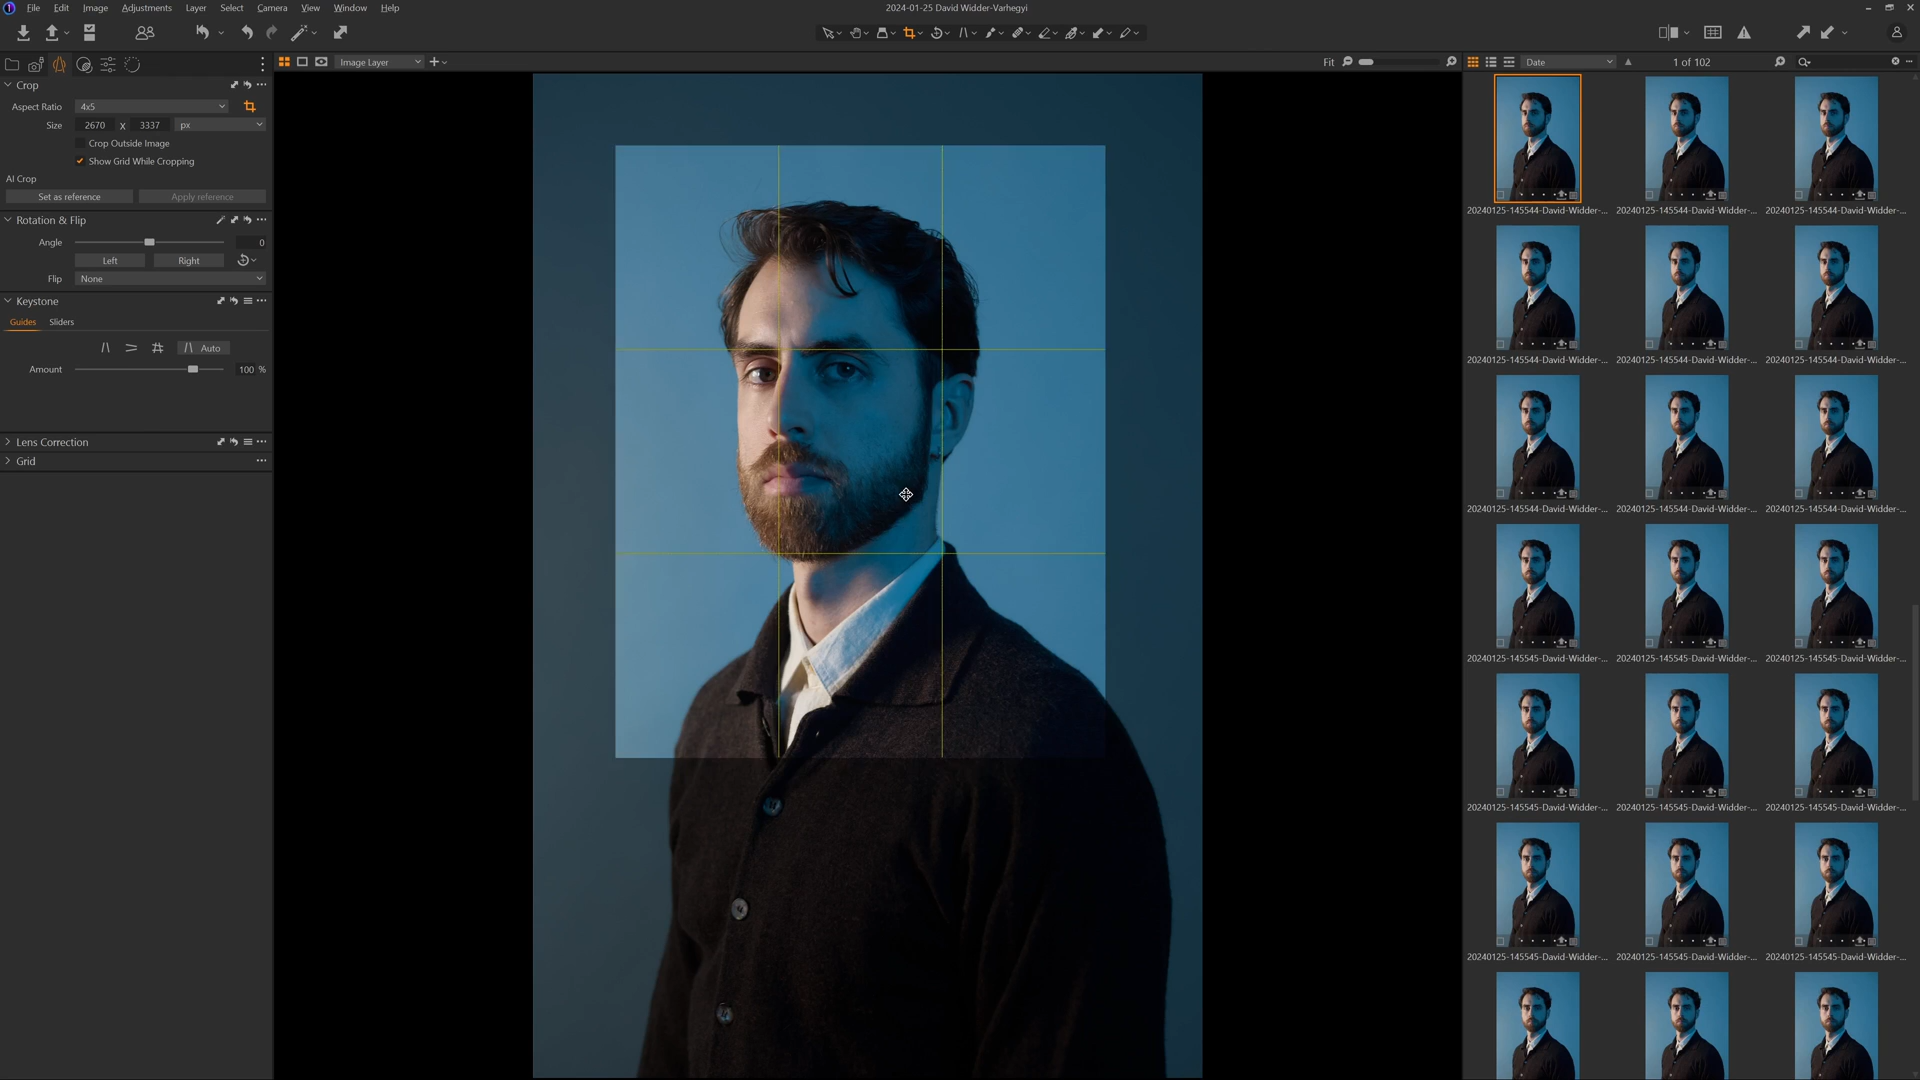 File Edit Image Adjustments Layer Select Camera View Window Help
2024-01-25 David Widder-Varhegyi
Image Layer
Fit
Date
1 of 102
Crop
Aspect Ratio 4x5
Size 2670 x 3337 px
Crop Outside Image
Show Grid While Cropping
AI Crop
Set as reference Apply reference
Rotation & Flip
Angle 0
Left Right
Flip None
Keystone
Guides Sliders
Auto
Amount 100 %
Lens Correction
Grid
20240125-145544-David-Widder-... 20240125-145544-David-Widder-... 20240125-145544-David-Widder-...
20240125-145544-David-Widder-... 20240125-145544-David-Widder-... 20240125-145544-David-Widder-...
20240125-145544-David-Widder-... 20240125-145544-David-Widder-... 20240125-145544-David-Widder-...
20240125-145545-David-Widder-... 20240125-145545-David-Widder-... 20240125-145545-David-Widder-...
20240125-145545-David-Widder-... 20240125-145545-David-Widder-... 20240125-145545-David-Widder-...
20240125-145545-David-Widder-... 20240125-145545-David-Widder-... 20240125-145545-David-Widder-...